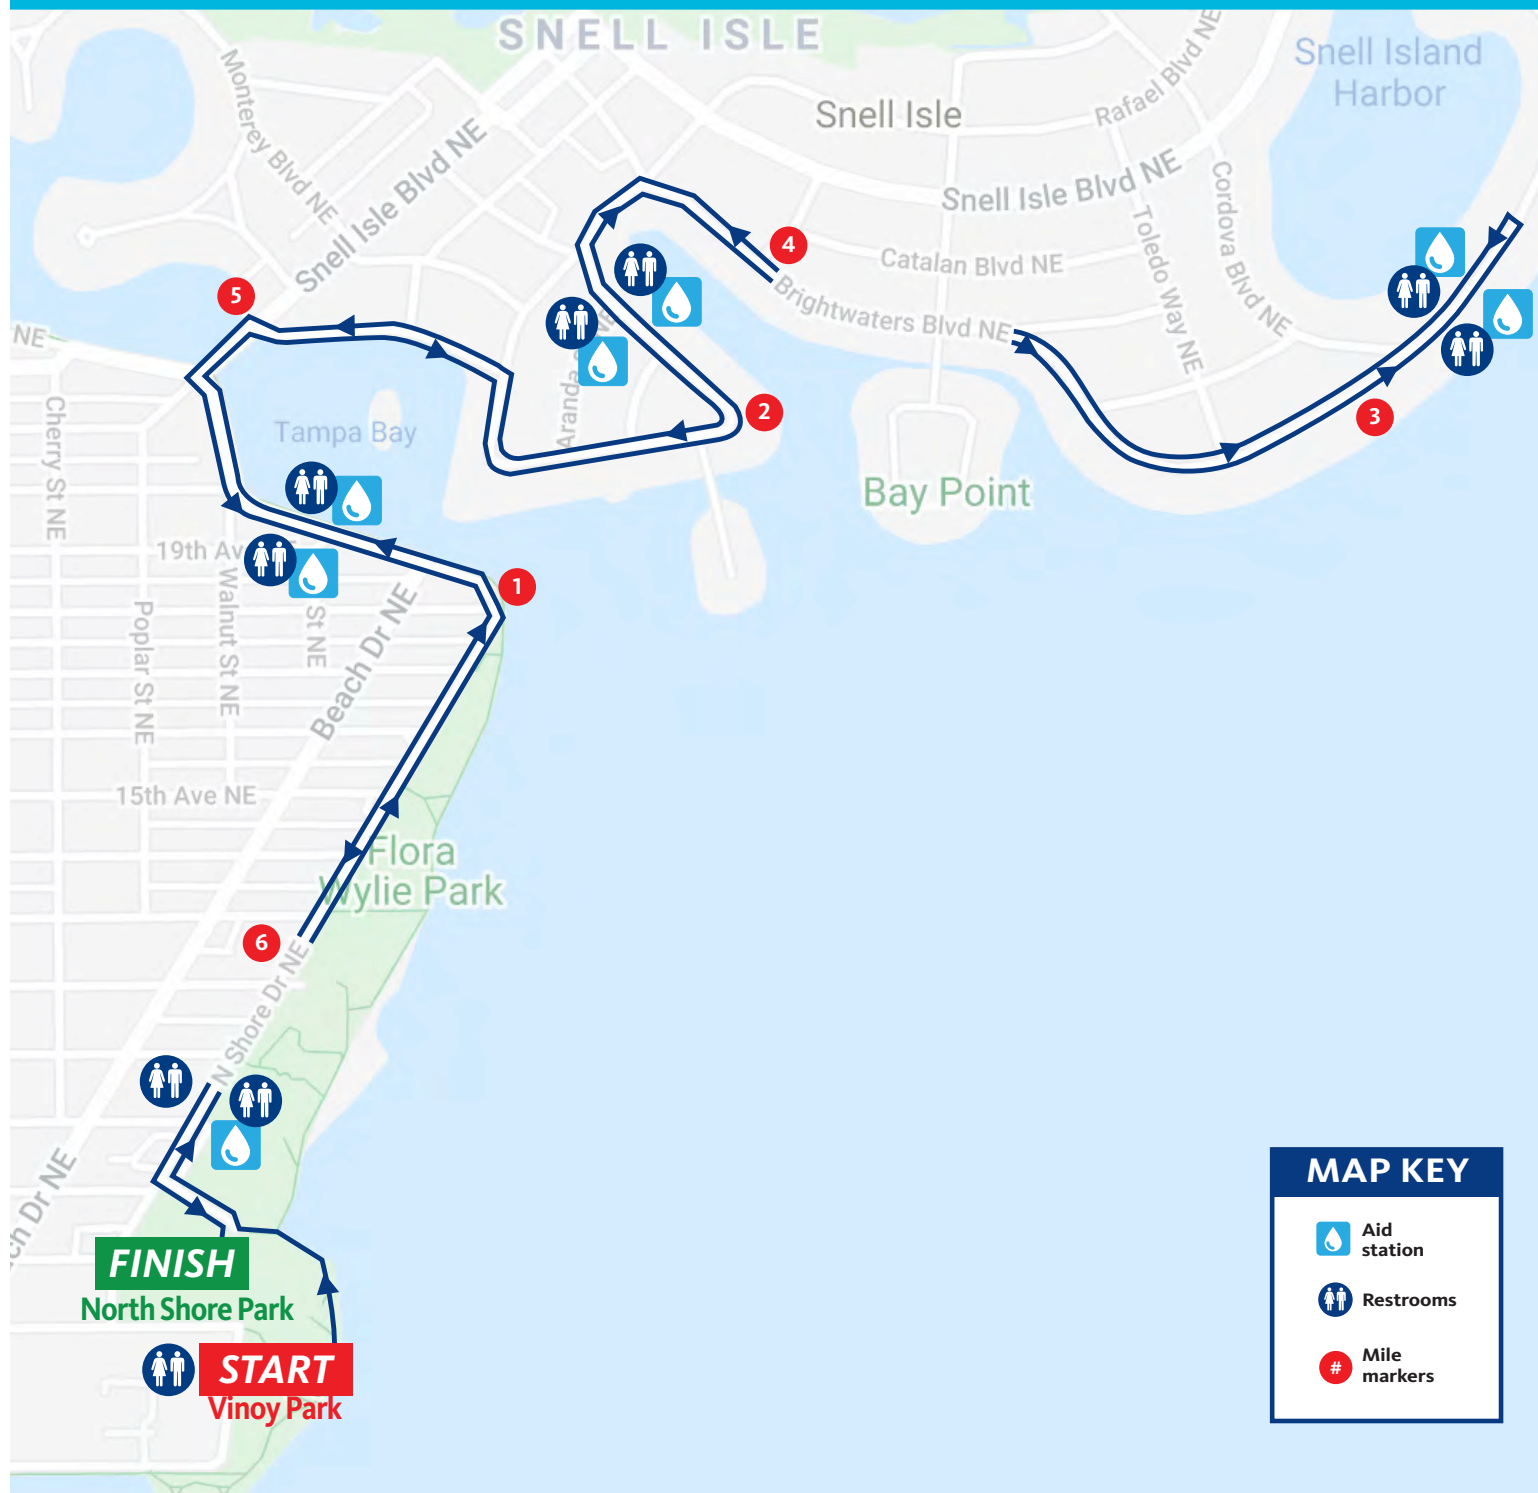 SNELL ISLE
Snell Island
Harbor
Snell Isle
Rafael Blvd NE
Monterey Blvd NE
Snell Isle Blvd NE
Snell Isle Blvd NE
Cordova Blvd NE
Toledo Way NE
Catalan Blvd NE
4
5
Brightwaters Blvd NE
NE
Aranda
NE
2
3
Cherry St NE
Tampa Bay
Bay Point
19th Av
1
Walnut St NE
St NE
Poplar St NE
Beach Dr NE
15th Ave NE
Flora
Wylie Park
6
N Shore Dr NE
ch Dr NE
FINISH
North Shore Park
START
Vinoy Park
MAP KEY
Aid
station
Restrooms
#
Mile
markers